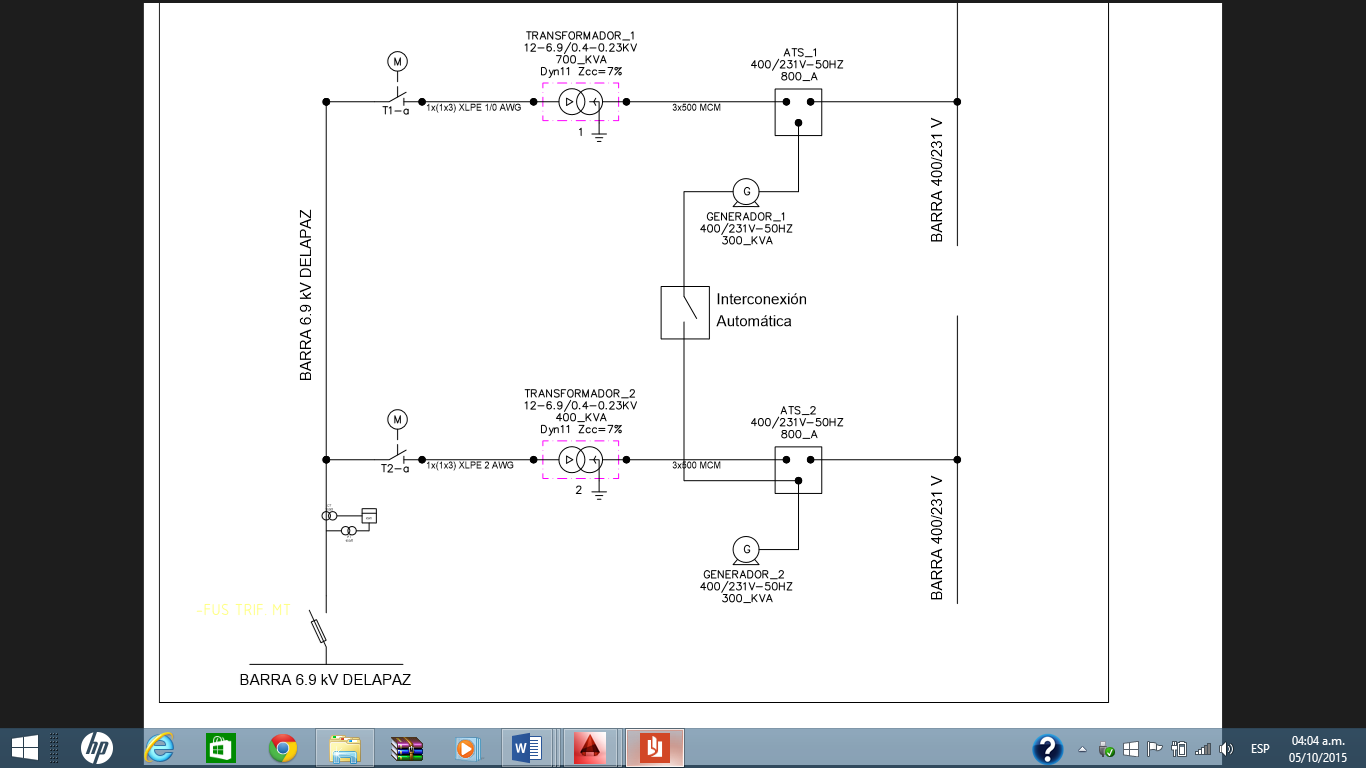 TRANSFORMADOR_1
12-6.9/0.4-0.23KV
700_KVA
Dyn11 Zcc=7%
ATS_1
400/231V-50HZ
800_A
M
T1-a
1x(1x3) XLPE 1/0 AWG
1
3x500 MCM
BARRA 400/231 V
G
GENERADOR_1
400/231V-50HZ
300_KVA
BARRA 6.9 kV DELAPAZ
Interconexión
Automática
TRANSFORMADOR_2
12-6.9/0.4-0.23KV
400_KVA
Dyn11 Zcc=7%
ATS_2
400/231V-50HZ
800_A
M
T2-a
1x(1x3) XLPE 2 AWG
2
3x500 MCM
BARRA 400/231 V
G
GENERADOR_2
400/231V-50HZ
300_KVA
-FUS TRIF MT
BARRA 6.9 kV DELAPAZ
hp
ESP
04:04 a.m.
05/10/2015